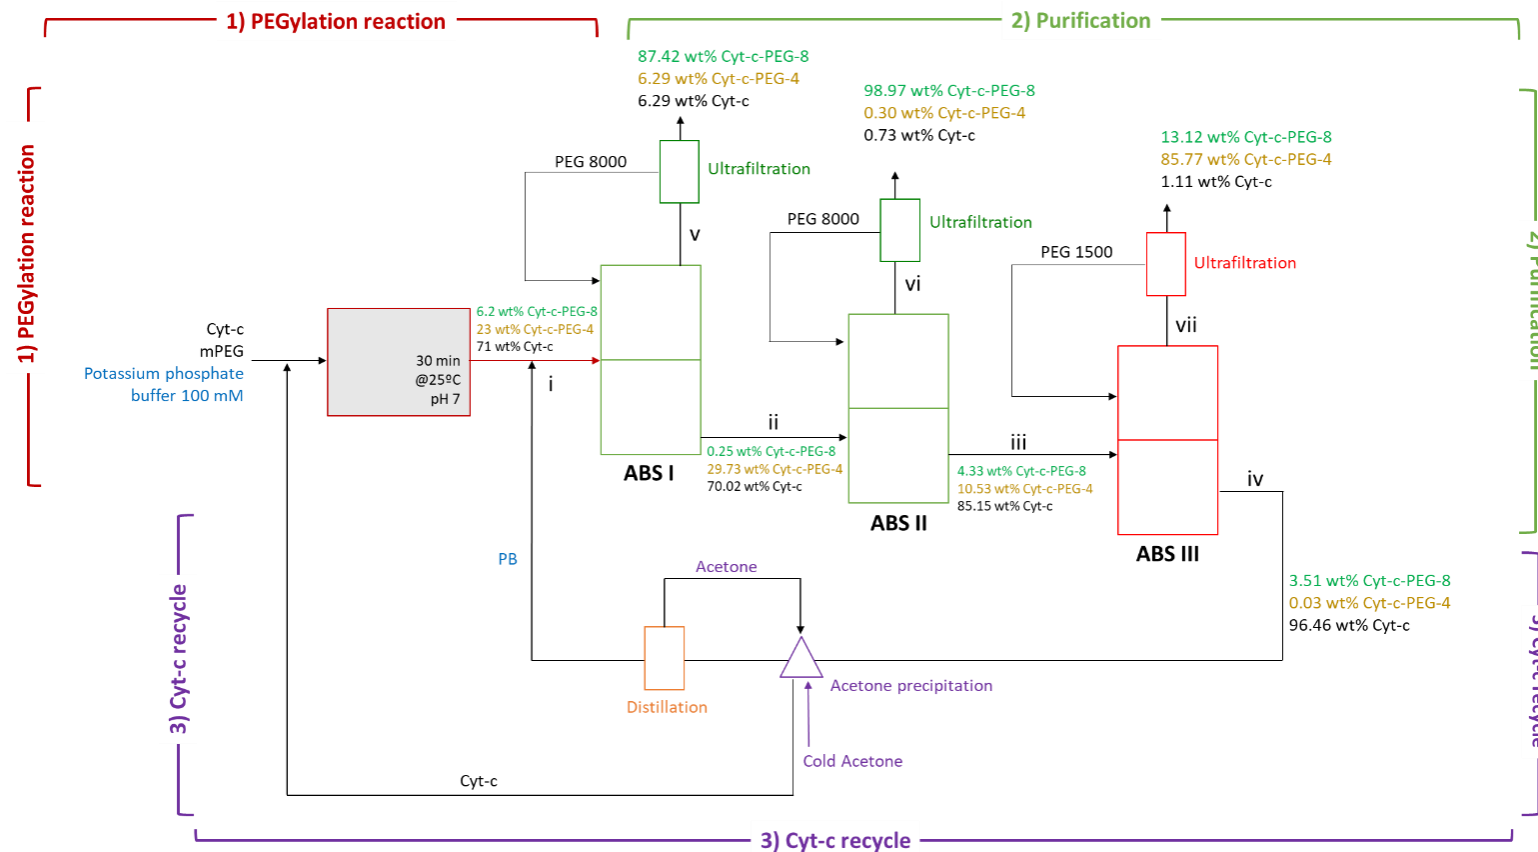 1) PEGylation reaction
2) Purification
87.42 wt% Cyt-c-PEG-8
6.29 wt% Cyt-c-PEG-4
6.29 wt% Cyt-c
98.97 wt% Cyt-c-PEG-8
0.30 wt% Cyt-c-PEG-4
0.73 wt% Cyt-c
13.12 wt% Cyt-c-PEG-8
85.77 wt% Cyt-c-PEG-4
1.11 wt% Cyt-c
PEG 8000
Ultrafiltration
PEG 8000
Ultrafiltration
PEG 1500
Ultrafiltration
v
vi
vii
1) PEGylation reaction
2) Purification
Cyt-c
mPEG
Potassium phosphate
buffer 100 mM
30 min
@25ºC
pH 7
6.2 wt% Cyt-c-PEG-8
23 wt% Cyt-c-PEG-4
71 wt% Cyt-c
i
ii
0.25 wt% Cyt-c-PEG-8
29.73 wt% Cyt-c-PEG-4
70.02 wt% Cyt-c
iii
4.33 wt% Cyt-c-PEG-8
10.53 wt% Cyt-c-PEG-4
85.15 wt% Cyt-c
iv
ABS I
ABS II
ABS III
PB
Acetone
3.51 wt% Cyt-c-PEG-8
0.03 wt% Cyt-c-PEG-4
96.46 wt% Cyt-c
3) Cyt-c recycle
3) Cyt-c recycle
Acetone precipitation
Distillation
Cold Acetone
Cyt-c
3) Cyt-c recycle